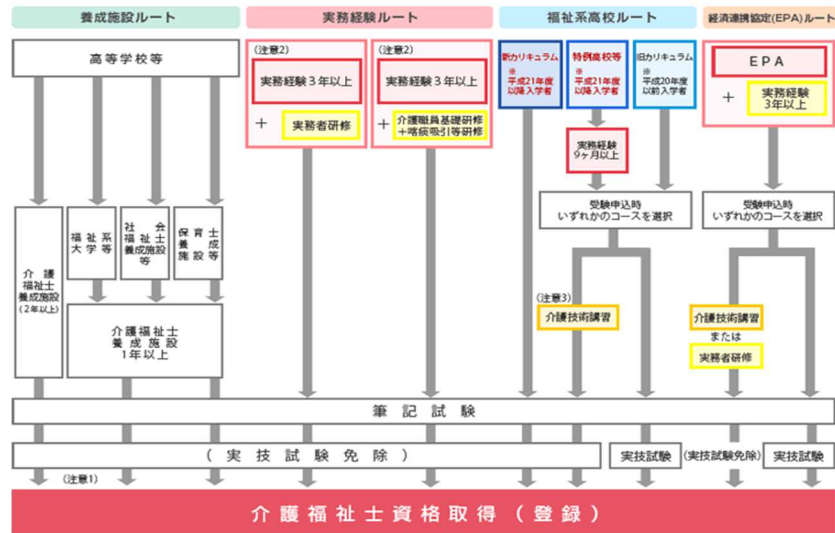 養成施設ルート
実務経験ルート
福祉系高校ルート
経済連携協定(EPA)ルート
高等学校等
(注意2)
実務経験3年以上
+
実務者研修
(注意2)
実務経験3年以上
+
介護職員基礎研修
+喀痰吸引等研修
新カリキュラム
※
平成21年度
以降入学者
特例高校等
※
平成21年度
以降入学者
旧カリキュラム
※
平成20年度
以前入学者
EPA
+
実務経験
3年以上
実務経験
9ヶ月以上
受験申込時
いずれかのコースを選択
受験申込時
いずれかのコースを選択
介護
福祉士
養成施設
(2年以上)
福祉系
大学等
社会
福祉士
養成施設
等
保育士
養成
施設等
介護福祉士
養成施設
1年以上
(注意3)
介護技術講習
介護技術講習
または
実務者研修
筆記試験
(実技試験免除)
実技試験
(実技試験免除)
実技試験
(注意1)
介護福祉士資格取得(登録)